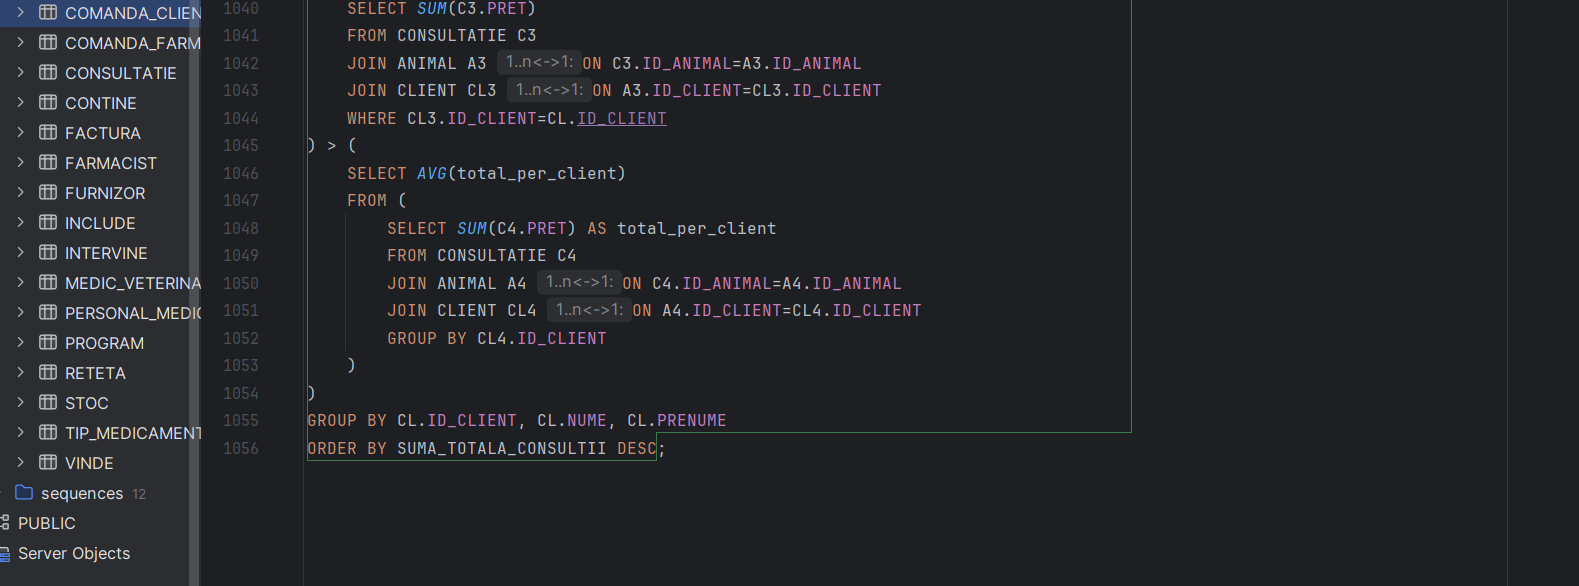 COMANDA_CLIEN
COMANDA_FARM
CONSULTATIE
CONTINE
FACTURA
FARMACIST
FURNIZOR
INCLUDE
INTERVINE
MEDIC_VETERINA
PERSONAL_MEDIC
PROGRAM
RETETA
STOC
TIP_MEDICAMENT
VINDE
sequences 12
PUBLIC
Server Objects
1040 SELECT SUM(C3.PRET)
1041 FROM CONSULTATIE C3
1042 JOIN ANIMAL A3 1..n<->1: ON C3.ID_ANIMAL=A3.ID_ANIMAL
1043 JOIN CLIENT CL3 1..n<->1: ON A3.ID_CLIENT=CL3.ID_CLIENT
1044 WHERE CL3.ID_CLIENT=CL.ID_CLIENT
1045 ) > (
1046 SELECT AVG(total_per_client)
1047 FROM (
1048 SELECT SUM(C4.PRET) AS total_per_client
1049 FROM CONSULTATIE C4
1050 JOIN ANIMAL A4 1..n<->1: ON C4.ID_ANIMAL=A4.ID_ANIMAL
1051 JOIN CLIENT CL4 1..n<->1: ON A4.ID_CLIENT=CL4.ID_CLIENT
1052 GROUP BY CL4.ID_CLIENT
1053 )
1054 )
1055 GROUP BY CL.ID_CLIENT, CL.NUME, CL.PRENUME
1056 ORDER BY SUMA_TOTALA_CONSULTII DESC;